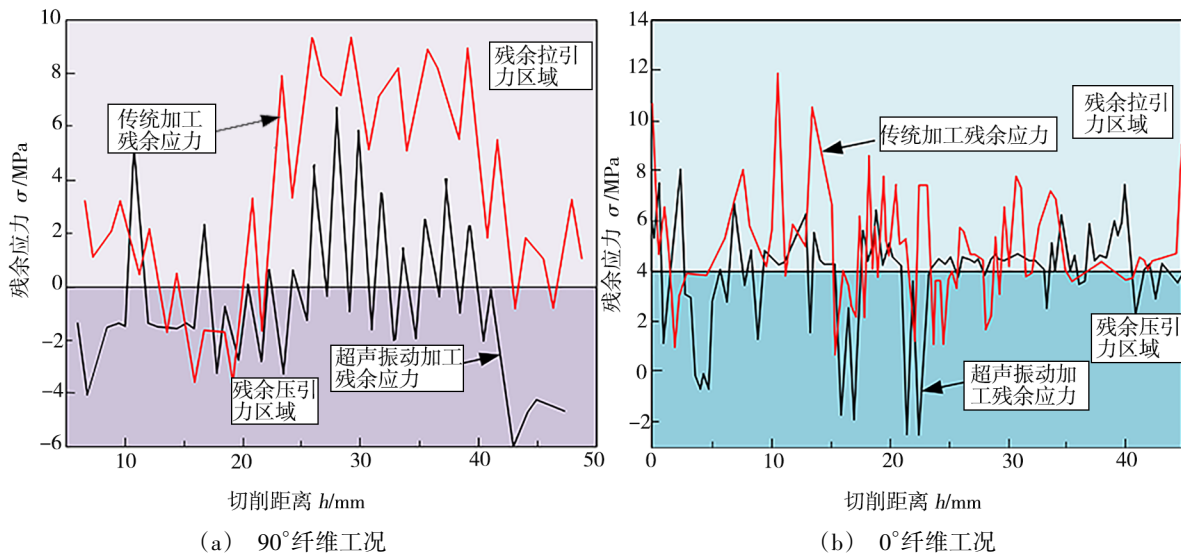 10
8
6
4
2
0
−2
−4
−6
残余应力 σ/MPa
传统加工
残余应力
残余拉引
力区域
超声振动加工
残余应力
残余压引
力区域
10
20
30
40
50
切削距离 h/mm
(a) 90°纤维工况
14
12
10
8
6
4
2
0
−2
残余应力 σ/MPa
残余拉引
力区域
传统加工残余应力
残余压引
力区域
超声振动加
工残余应力
0
10
20
30
40
切削距离 h/mm
(b) 0°纤维工况